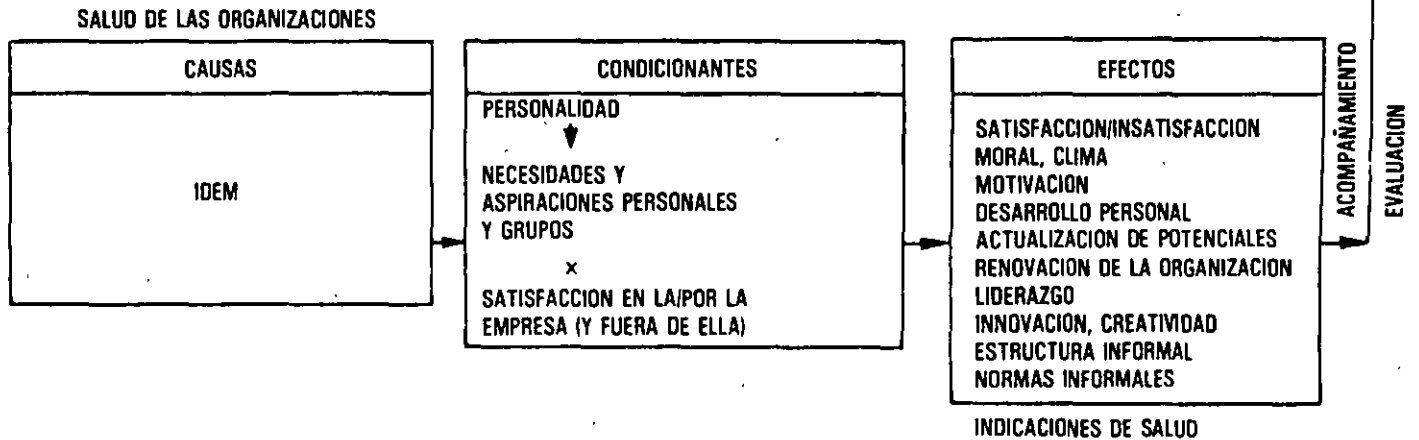 SALUD DE LAS ORGANIZACIONES
CAUSAS
IDEM
CONDICIONANTES
PERSONALIDAD
NECESIDADES Y
ASPIRACIONES PERSONALES
Y GRUPOS
x
SATISFACCION EN LA/POR LA
EMPRESA (Y FUERA DE ELLA)
EFECTOS
SATISFACCION/INSATISFACCION
MORAL, CLIMA
MOTIVACION
DESARROLLO PERSONAL
ACTUALIZACION DE POTENCIALES
RENOVACION DE LA ORGANIZACION
LIDERAZGO
INNOVACION, CREATIVIDAD
ESTRUCTURA INFORMAL
NORMAS INFORMALES
INDICACIONES DE SALUD
ACOMPAÑAMIENTO
EVALUACION